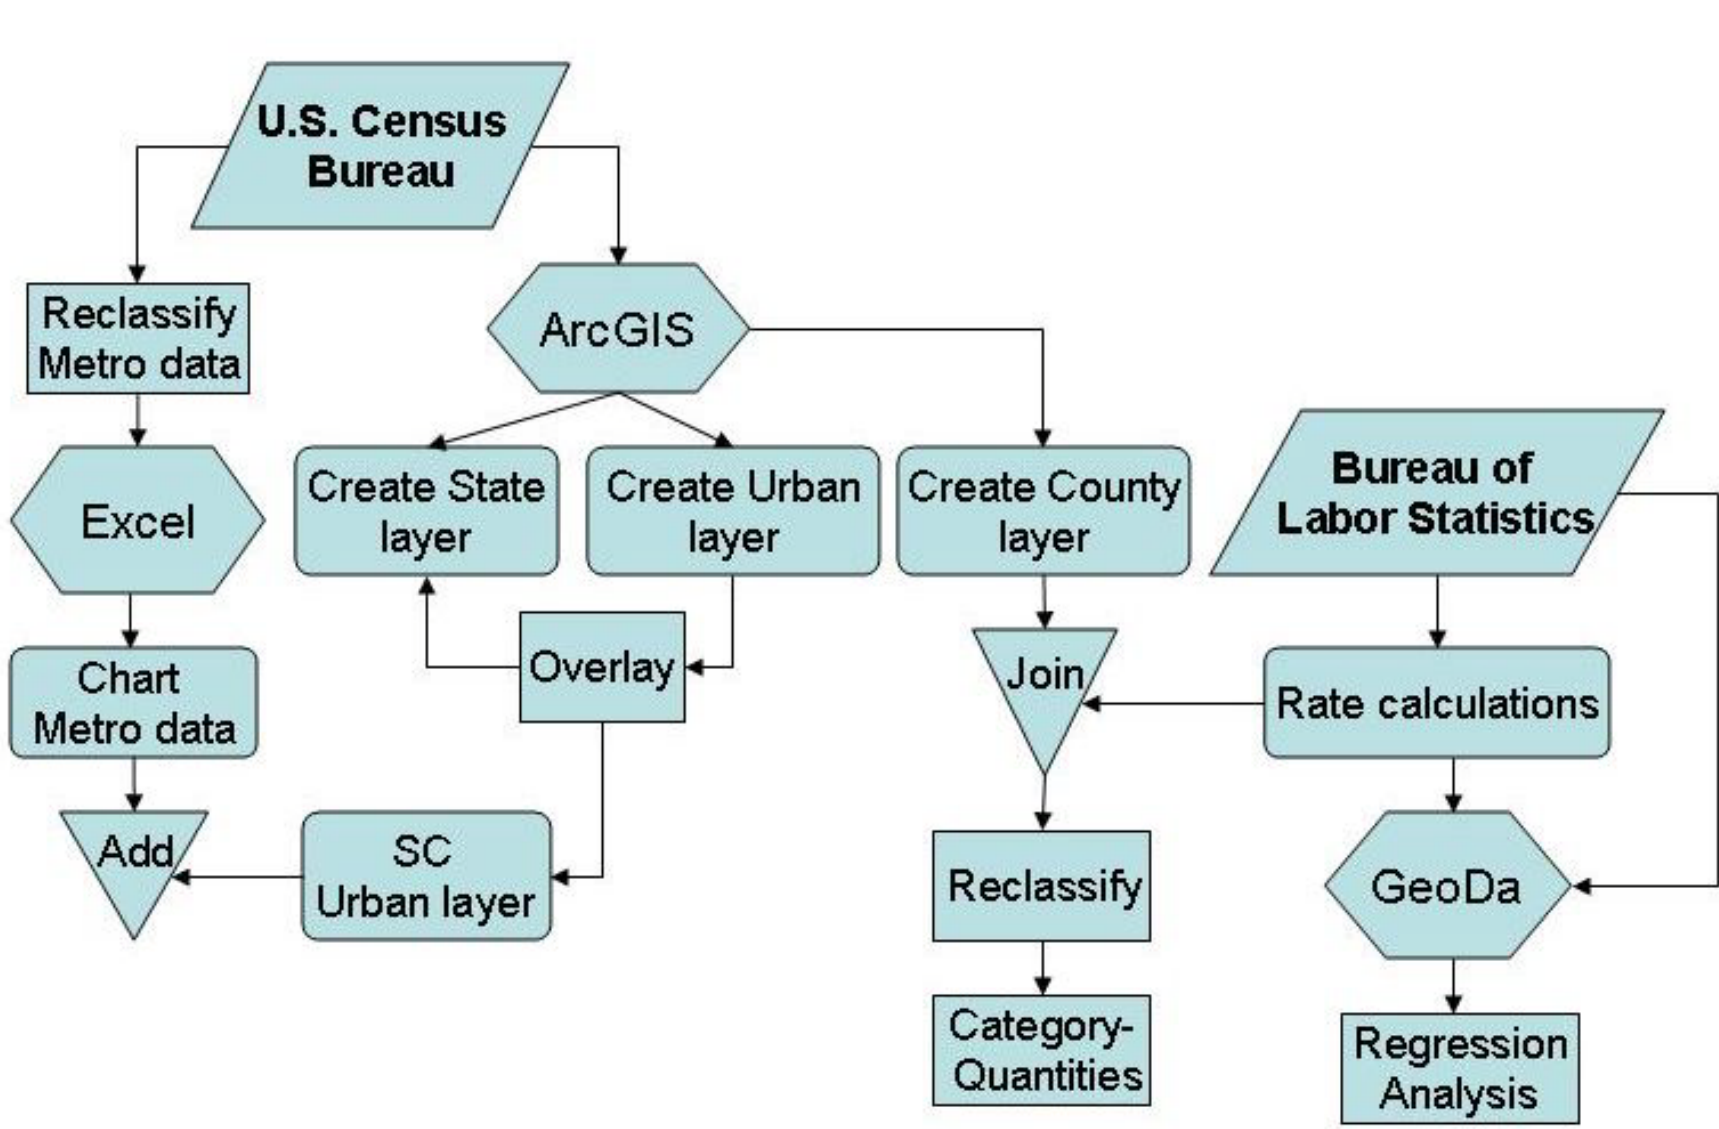 U.S. Census
Bureau
Reclassify
Metro data
ArcGIS
Excel
Create State
layer
Create Urban
layer
Create County
layer
Bureau of
Labor Statistics
Chart
Metro data
Overlay
Join
Rate calculations
Add
SC
Urban layer
Reclassify
GeoDa
Category-
Quantities
Regression
Analysis